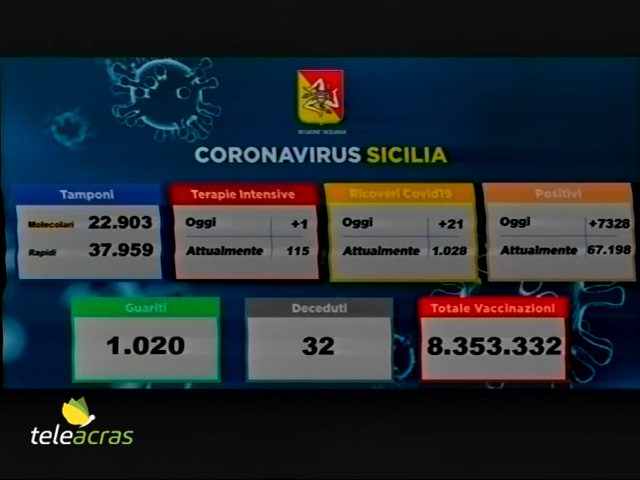 REGIONE SICILIANA
CORONAVIRUS SICILIA
Tamponi
Molecolari 22.903
Rapidi 37.959
Terapie Intensive
Oggi +1
Attualmente 115
Ricoveri Covid19
Oggi +21
Attualmente 1.028
Positivi
Oggi +7328
Attualmente 67.198
Guariti
1.020
Deceduti
32
Totale Vaccinazioni
8.353.332
teleacras